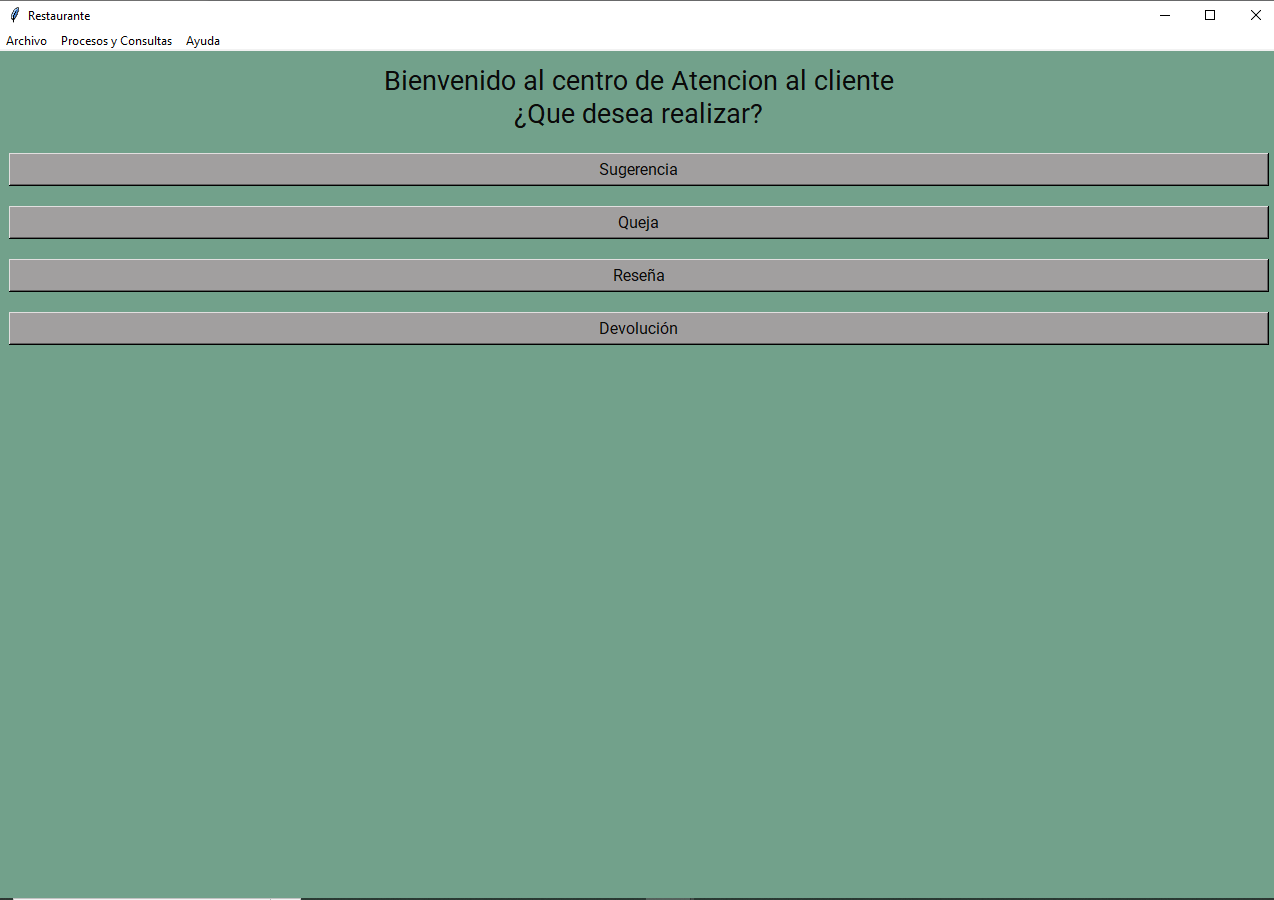 Restaurante
Archivo Procesos y Consultas Ayuda
Bienvenido al centro de Atencion al cliente
¿Que desea realizar?
Sugerencia
Queja
Reseña
Devolución